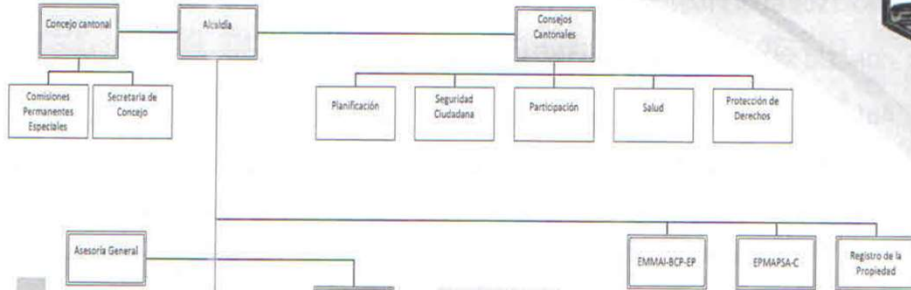 Concejo cantonal
Alcaldía
Consejos
Cantonales
Comisiones
Permanentes
Especiales
Secretaria de
Concejo
Planificación
Seguridad
Ciudadana
Participación
Salud
Protección de
Derechos
Asesoría General
EMMAI-BCP-EP
EPMAPSA-C
Registro de la
Propiedad